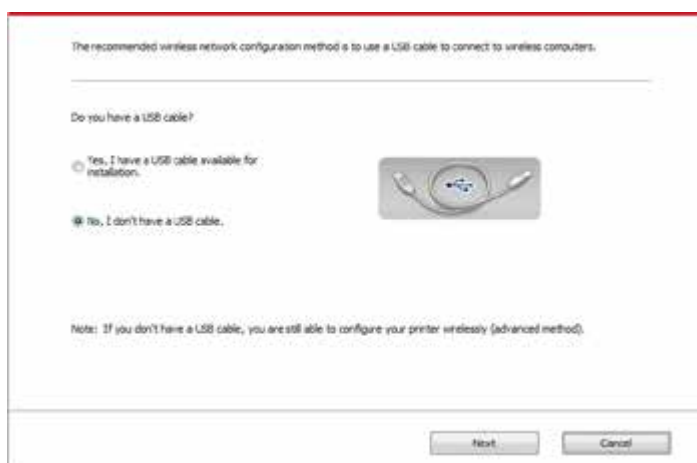 The recommended wireless network configuration method is to use a USB cable to connect to wireless computers.
Do you have a USB cable?
Yes, I have a USB cable available for
installation.
No, I don't have a USB cable.
Note: If you don't have a USB cable, you are still able to configure your printer wirelessly (advanced method).
Next
Cancel